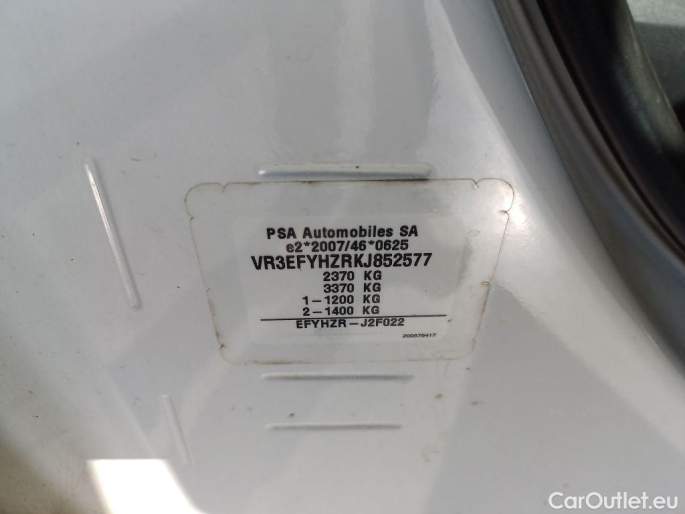 PSA Automobiles SA
e2*2007/46*0625
VR3EFYHZRKJ852577
2370 KG
3370 KG
1-1200 KG
2-1400 KG
EFYHZR-J2F022
CarOutlet.eu